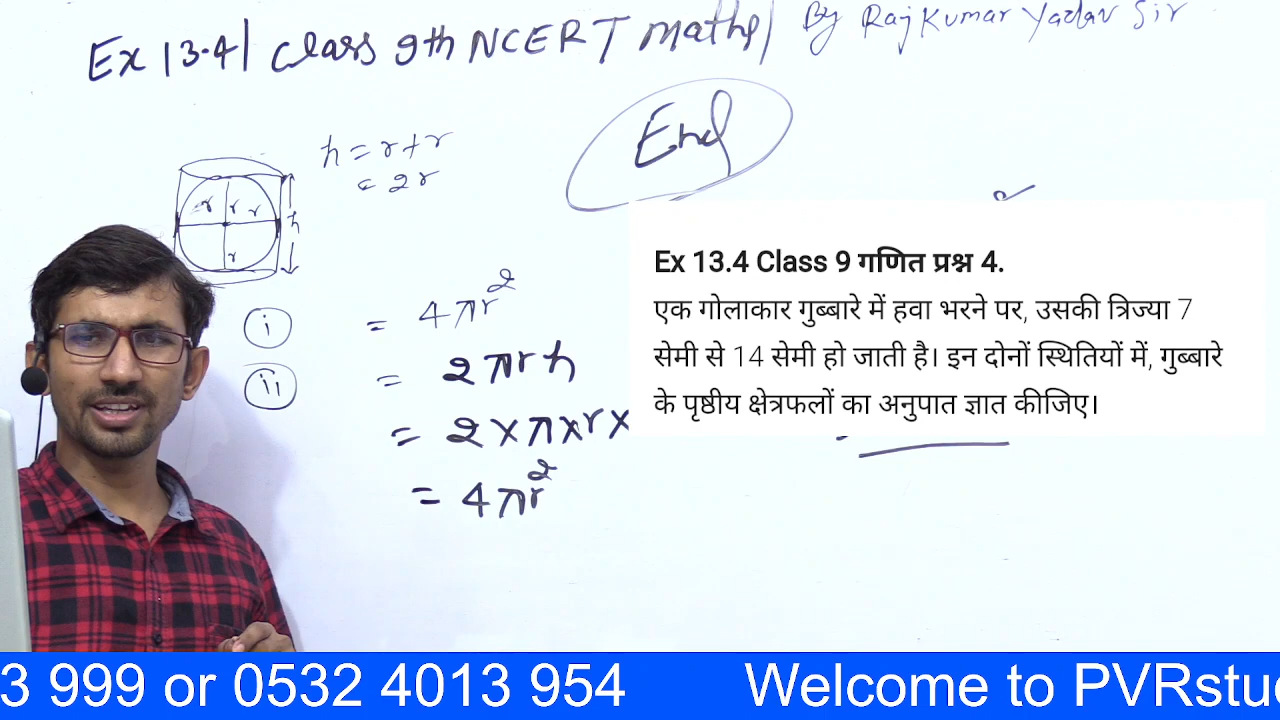 Ex 13.4| Class 9th NCERT maths| By RajKumar Yadav Sir
End
h = r + r
= 2r
r r r
h
r
i = 4πr²
ii = 2πrh
= 2×π×r×
= 4πr²
Ex 13.4 Class 9 गणित प्रश्न 4.
एक गोलाकार गुब्बारे में हवा भरने पर, उसकी त्रिज्या 7
सेमी से 14 सेमी हो जाती है। इन दोनों स्थितियों में, गुब्बारे
के पृष्ठीय क्षेत्रफलों का अनुपात ज्ञात कीजिए।
3 999 or 0532 4013 954 Welcome to PVRstu